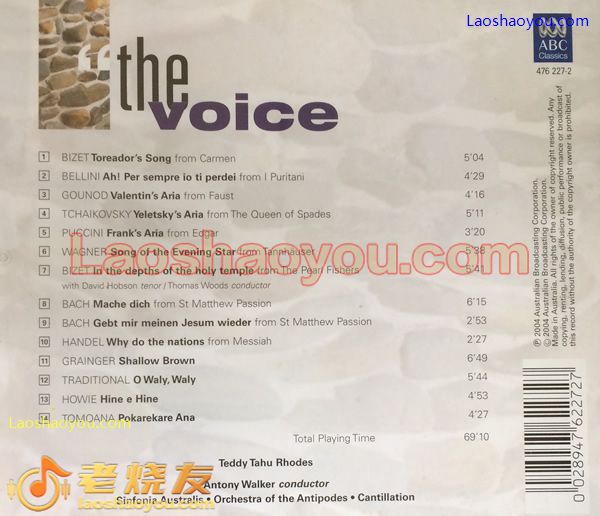 Laoshaoyou.com
ABC
Classics
476 227-2
"the
voice
1 BIZET Toreador's Song from Carmen 5'04
2 BELLINI Ah! Per sempre io ti perdei from I Puritani 4'29
3 GOUNOD Valentin's Aria from Faust 4'16
4 TCHAIKOVSKY Yeletsky's Aria from The Queen of Spades 5'11
5 PUCCINI Frank's Aria from Edgar 3'20
6 WAGNER Song of the Evening Star from Tannhäuser 5'38
Laoshaoyou.com
7 BIZET In the depths of the holy temple from The Pearl Fishers 5'41
with David Hobson tenor / Thomas Woods conductor
8 BACH Mache dich from St Matthew Passion 6'15
9 BACH Gebt mir meinen Jesum wieder from St Matthew Passion 2'53
10 HANDEL Why do the nations from Messiah 2'27
11 GRAINGER Shallow Brown 6'49
12 TRADITIONAL O Waly, Waly 5'44
13 HOWIE Hine e Hine 4'53
14 TOMOANA Pokarekare Ana 4'27
Laoshaoyou.com
Total Playing Time 69'10
Teddy Tahu Rhodes
Antony Walker conductor
Sinfonia Australis • Orchestra of the Antipodes • Cantillation
老烧友
℗ 2004 Australian Broadcasting Corporation.
© 2004 Australian Broadcasting Corporation.
Made in Australia. All rights of the owner of copyright reserved. Any
copying, renting, lending, diffusion, public performance or broadcast of
this record without the authority of the copyright owner is prohibited.
0 028947 622727